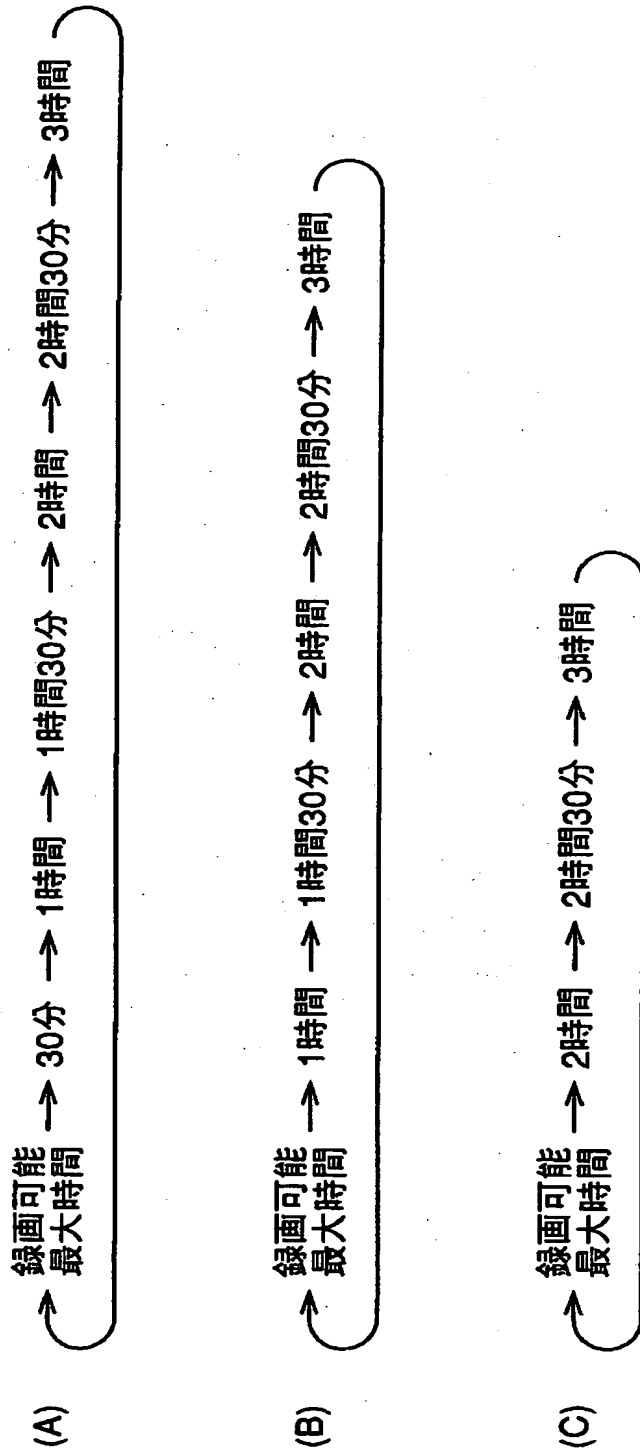 (A)
録画可能
最大時間 → 30分 → 1時間 → 1時間30分 → 2時間 → 2時間30分 → 3時間
(B)
録画可能
最大時間 → 1時間 → 1時間30分 → 2時間 → 2時間30分 → 3時間
(C)
録画可能
最大時間 → 2時間 → 2時間30分 → 3時間